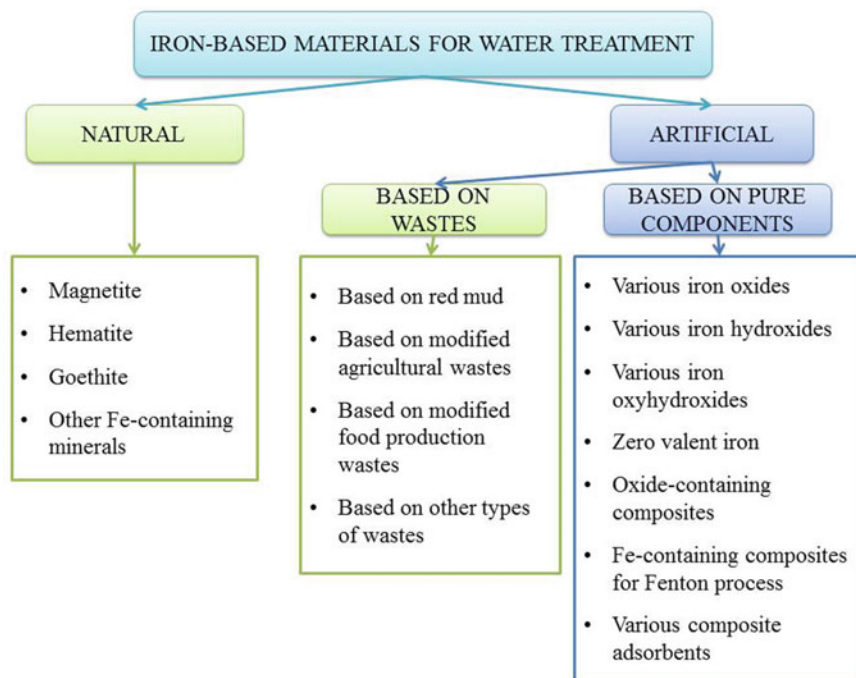 IRON-BASED MATERIALS FOR WATER TREATMENT
NATURAL
ARTIFICIAL
BASED ON
WASTES
BASED ON PURE
COMPONENTS
• Magnetite
• Hematite
• Goethite
• Other Fe-containing
minerals
• Based on red mud
• Based on modified
agricultural wastes
• Based on modified
food production
wastes
• Based on other types
of wastes
• Various iron oxides
• Various iron hydroxides
• Various iron
oxyhydroxides
• Zero valent iron
• Oxide-containing
composites
• Fe-containing composites
for Fenton process
• Various composite
adsorbents